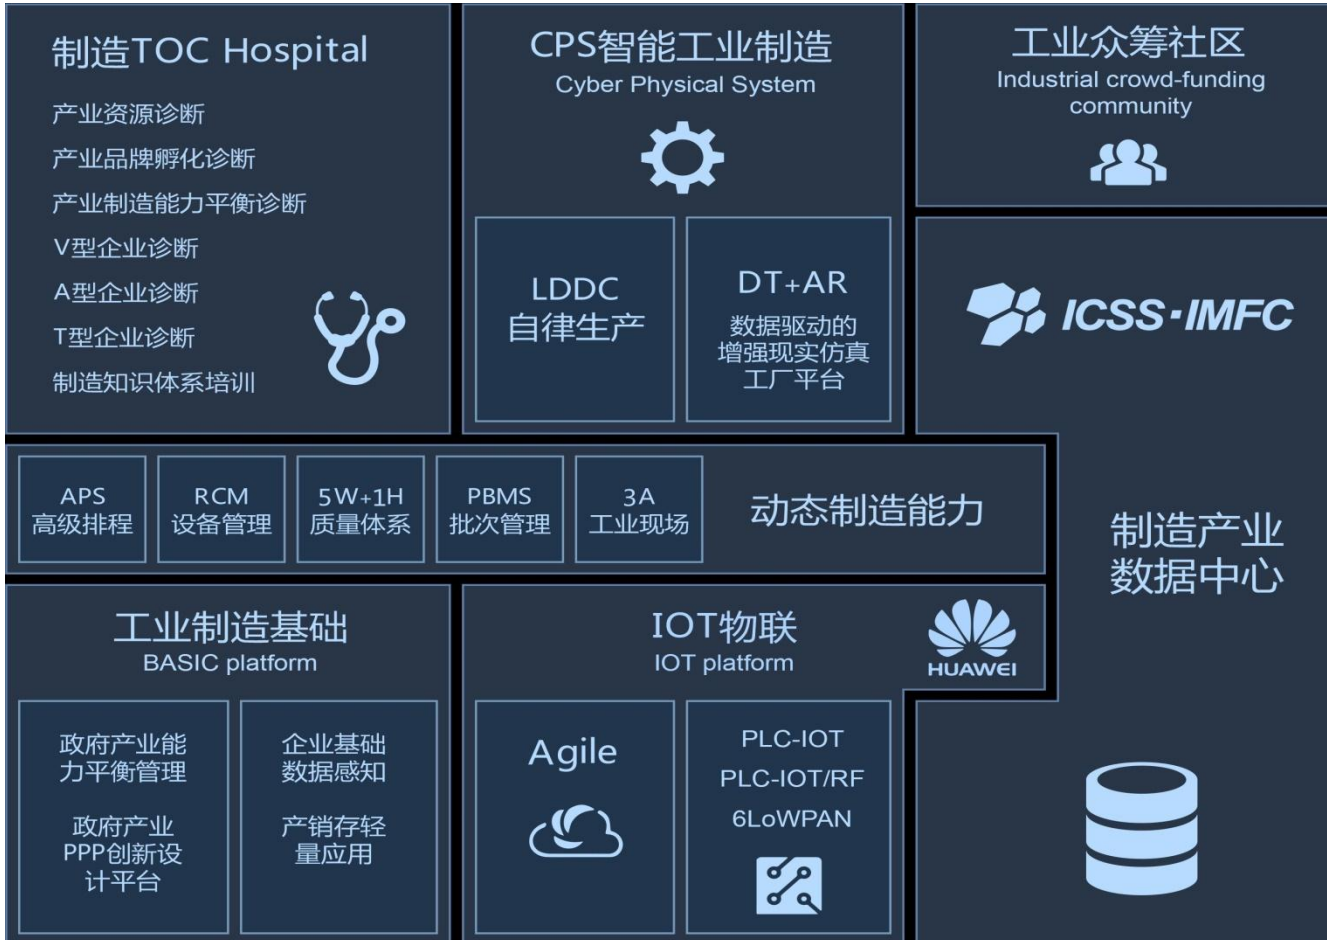 制造TOC Hospital
产业资源诊断
产业品牌孵化诊断
产业制造能力平衡诊断
V型企业诊断
A型企业诊断
T型企业诊断
制造知识体系培训
CPS智能工业制造
Cyber Physical System
LDDC
自律生产
DT+AR
数据驱动的
增强现实仿真
工厂平台
工业众筹社区
Industrial crowd-funding
community
ICSS·IMFC
制造产业
数据中心
APS
高级排程
RCM
设备管理
5W+1H
质量体系
PBMS
批次管理
3A
工业现场
动态制造能力
工业制造基础
BASIC platform
政府产业能
力平衡管理
政府产业
PPP创新设
计平台
企业基础
数据感知
产销存轻
量应用
IOT物联
IOT platform
HUAWEI
Agile
PLC-IOT
PLC-IOT/RF
6LoWPAN